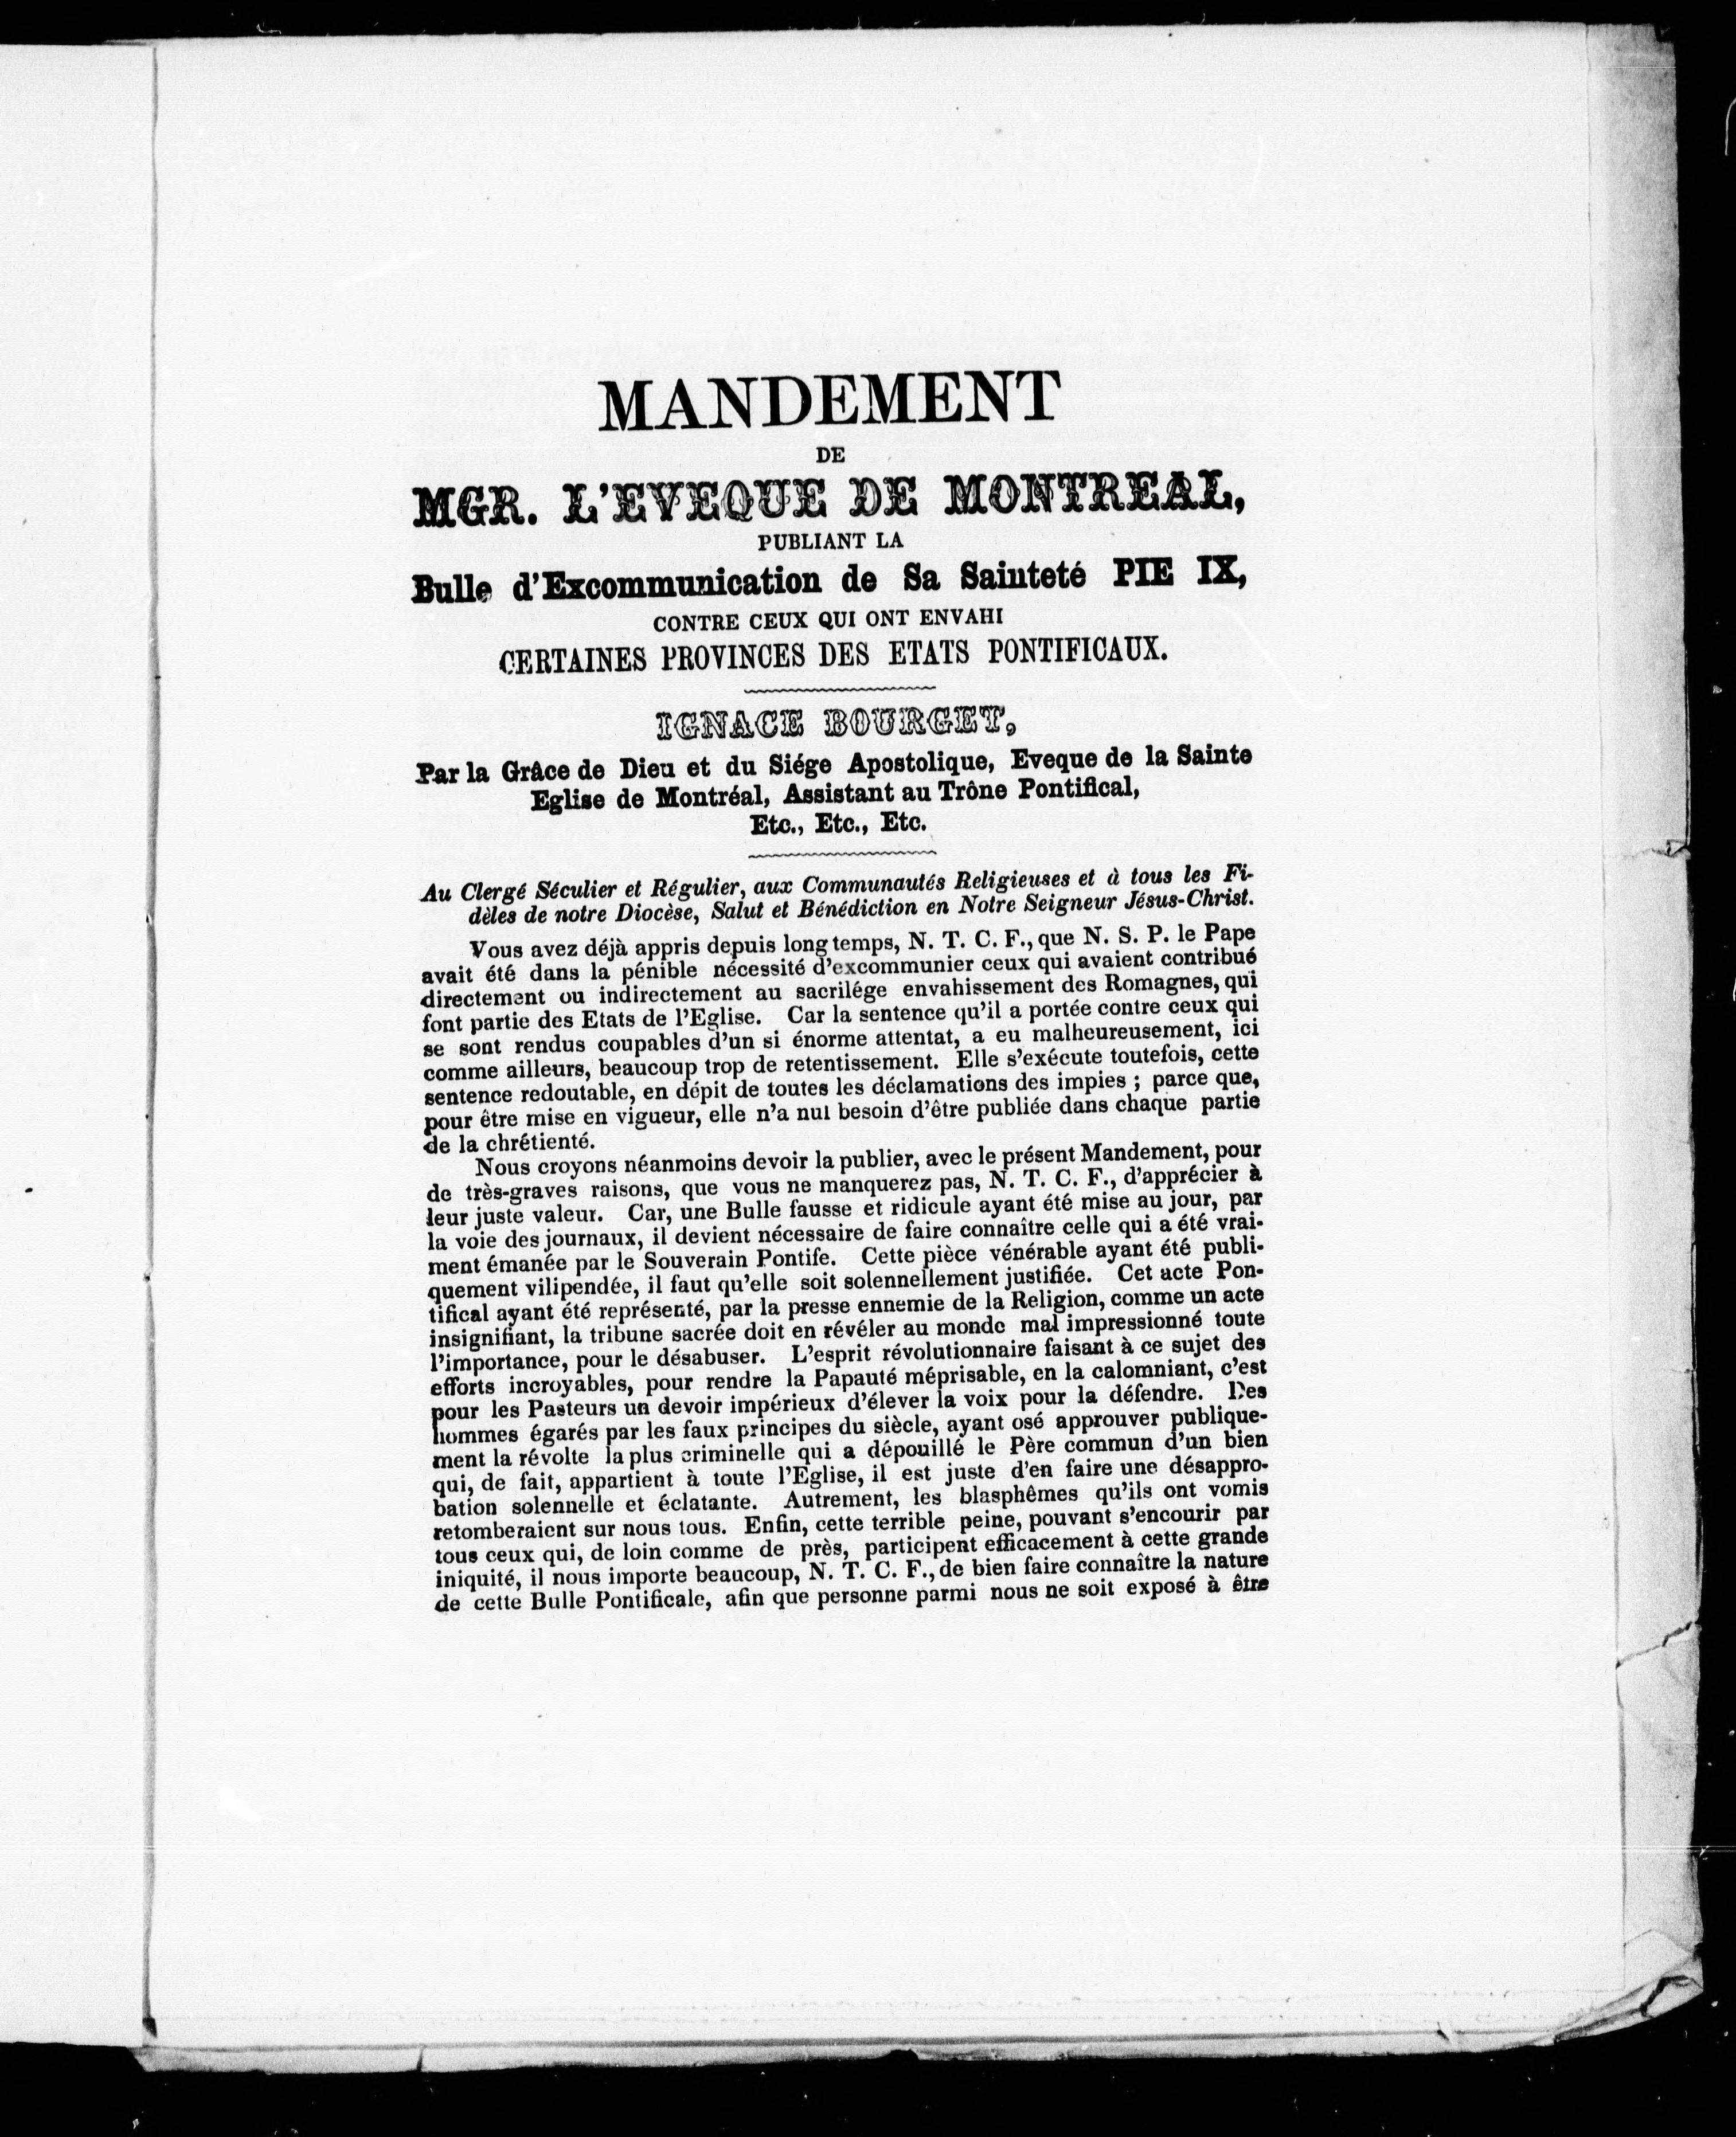 MANDEMENT
DE
MGR. L'EVEQUE DE MONTREAL,
PUBLIANT LA
Bulle d'Excommunication de Sa Sainteté PIE IX,
CONTRE CEUX QUI ONT ENVAHI
CERTAINES PROVINCES DES ETATS PONTIFICAUX.
IGNACE BOURGET,
Par la Grâce de Dieu et du Siége Apostolique, Eveque de la Sainte
Eglise de Montréal, Assistant au Trône Pontifical,
Etc., Etc., Etc.
Au Clergé Séculier et Régulier, aux Communautés Religieuses et à tous les Fi-
dèles de notre Diocèse, Salut et Bénédiction en Notre Seigneur Jésus-Christ.
Vous avez déjà appris depuis long temps, N. T. C. F., que N. S. P. le Pape
avait été dans la pénible nécessité d'excommunier ceux qui avaient contribué
directement ou indirectement au sacrilége envahissement des Romagnes, qui
font partie des Etats de l'Eglise. Car la sentence qu'il a portée contre ceux qui
se sont rendus coupables d'un si énorme attentat, a eu malheureusement, ici
comme ailleurs, beaucoup trop de retentissement. Elle s'exécute toutefois, cette
sentence redoutable, en dépit de toutes les déclamations des impies ; parce que,
pour être mise en vigueur, elle n'a nul besoin d'être publiée dans chaque partie
de la chrétienté.
Nous croyons néanmoins devoir la publier, avec le présent Mandement, pour
de très-graves raisons, que vous ne manquerez pas, N. T. C. F., d'apprécier à
leur juste valeur. Car, une Bulle fausse et ridicule ayant été mise au jour, par
la voie des journaux, il devient nécessaire de faire connaître celle qui a été vrai-
ment émanée par le Souverain Pontife. Cette pièce vénérable ayant été publi-
quement vilipendée, il faut qu'elle soit solennellement justifiée. Cet acte Pon-
tifical ayant été représenté, par la presse ennemie de la Religion, comme un acte
insignifiant, la tribune sacrée doit en révéler au monde mal impressionné toute
l'importance, pour le désabuser. L'esprit révolutionnaire faisant à ce sujet des
efforts incroyables, pour rendre la Papauté méprisable, en la calomniant, c'est
pour les Pasteurs un devoir impérieux d'élever la voix pour la défendre. Des
hommes égarés par les faux principes du siècle, ayant osé approuver publique-
ment la révolte la plus criminelle qui a dépouillé le Père commun d'un bien
qui, de fait, appartient à toute l'Eglise, il est juste d'en faire une désappro-
bation solennelle et éclatante. Autrement, les blasphêmes qu'ils ont vomis
retomberaient sur nous tous. Enfin, cette terrible peine, pouvant s'encourir par
tous ceux qui, de loin comme de près, participent efficacement à cette grande
iniquité, il nous importe beaucoup, N. T. C. F., de bien faire connaître la nature
de cette Bulle Pontificale, afin que personne parmi nous ne soit exposé à être